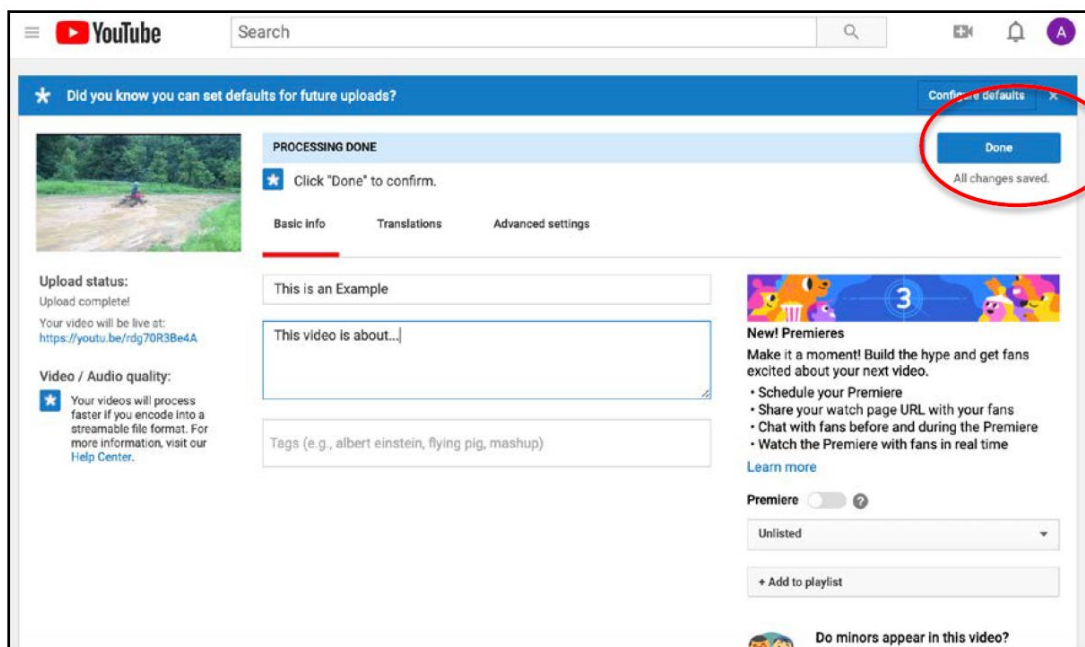 YouTube
Search
A
Did you know you can set defaults for future uploads?
Configure defaults
×
PROCESSING DONE
Done
Click "Done" to confirm.
All changes saved.
Basic info
Translations
Advanced settings
Upload status:
Upload complete!
Your video will be live at:
https://youtu.be/rdg70R3Be4A
Video / Audio quality:
Your videos will process
faster if you encode into a
streamable file format. For
more information, visit our
Help Center.
This is an Example
This video is about...
Tags (e.g., albert einstein, flying pig, mashup)
3
New! Premieres
Make it a moment! Build the hype and get fans
excited about your next video.
• Schedule your Premiere
• Share your watch page URL with your fans
• Chat with fans before and during the Premiere
• Watch the Premiere with fans in real time
Learn more
Premiere
?
Unlisted
+ Add to playlist
Do minors appear in this video?